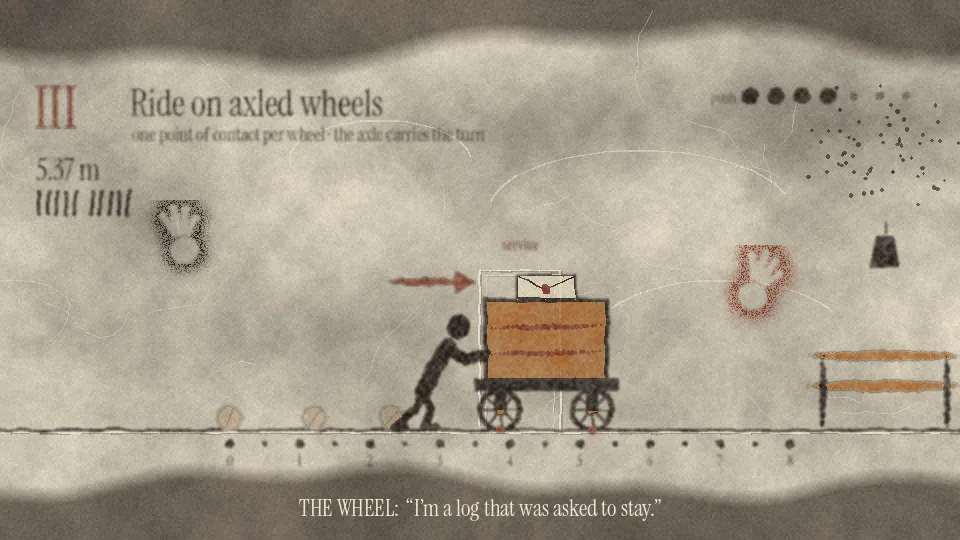 III
Ride on axled wheels
one point of contact per wheel· the axle carries the turn
5.37 m
push
service
0 1 2 3 4 5 6 7 8
THE WHEEL: “I’m a log that was asked to stay.”